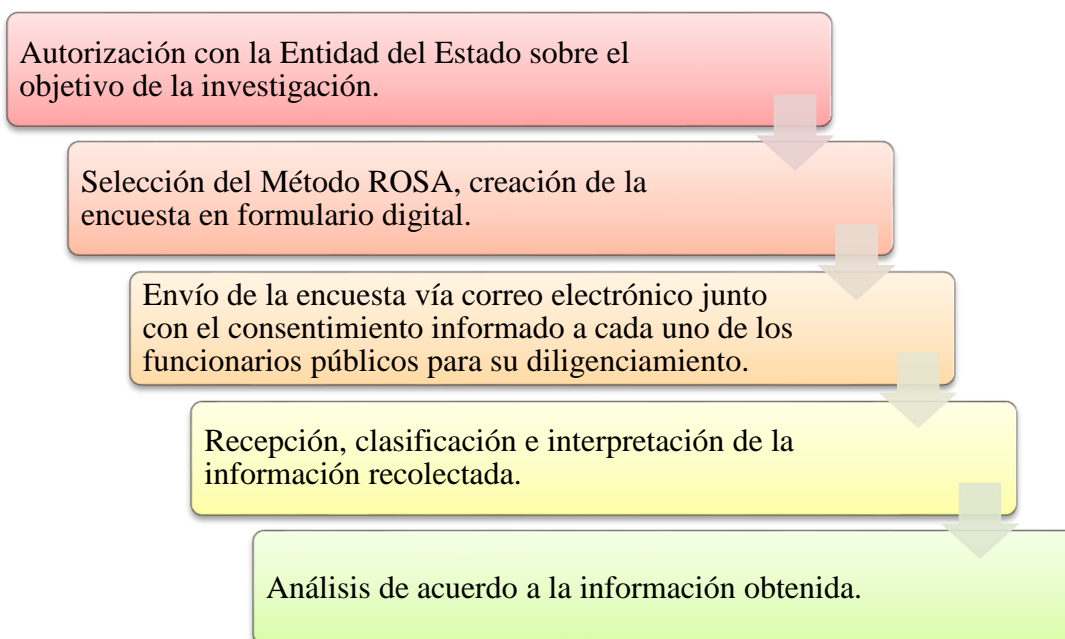 Autorización con la Entidad del Estado sobre el
objetivo de la investigación.
Selección del Método ROSA, creación de la
encuesta en formulario digital.
Envío de la encuesta vía correo electrónico junto
con el consentimiento informado a cada uno de los
funcionarios públicos para su diligenciamiento.
Recepción, clasificación e interpretación de la
información recolectada.
Análisis de acuerdo a la información obtenida.